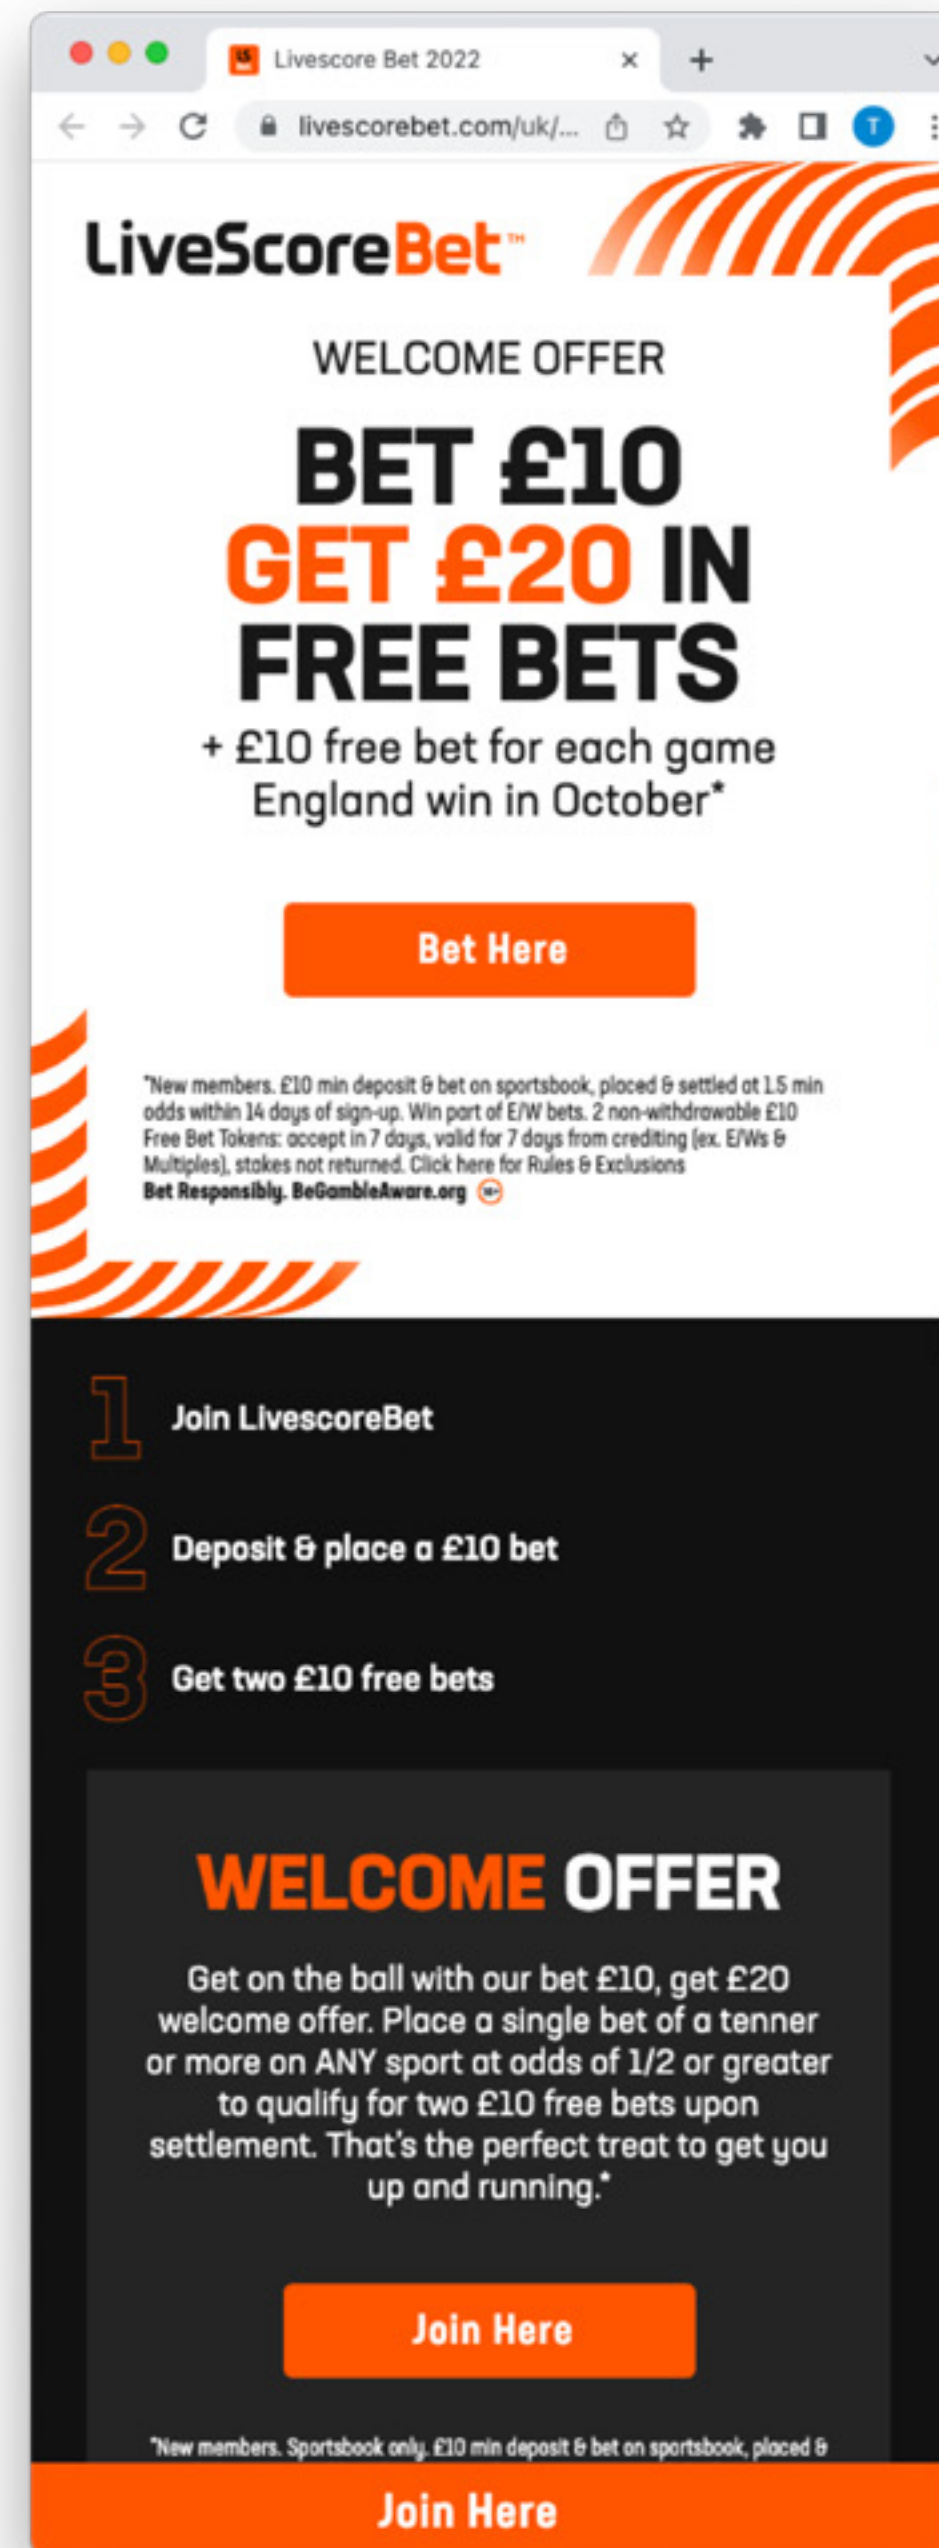 Livescore Bet 2022
livescorebet.com/uk/...
T
LiveScoreBet™
WELCOME OFFER
BET £10
GET £20 IN
FREE BETS
+ £10 free bet for each game
England win in October*
Bet Here
*New members. £10 min deposit & bet on sportsbook, placed & settled at 1.5 min
odds within 14 days of sign-up. Win part of E/W bets. 2 non-withdrawable £10
Free Bet Tokens: accept in 7 days, valid for 7 days from crediting (ex. E/Ws &
Multiples), stakes not returned. Click here for Rules & Exclusions
Bet Responsibly. BeGambleAware.org 18+
1 Join LivescoreBet
2 Deposit & place a £10 bet
3 Get two £10 free bets
WELCOME OFFER
Get on the ball with our bet £10, get £20
welcome offer. Place a single bet of a tenner
or more on ANY sport at odds of 1/2 or greater
to qualify for two £10 free bets upon
settlement. That's the perfect treat to get you
up and running.*
Join Here
*New members. Sportsbook only. £10 min deposit & bet on sportsbook, placed &
Join Here